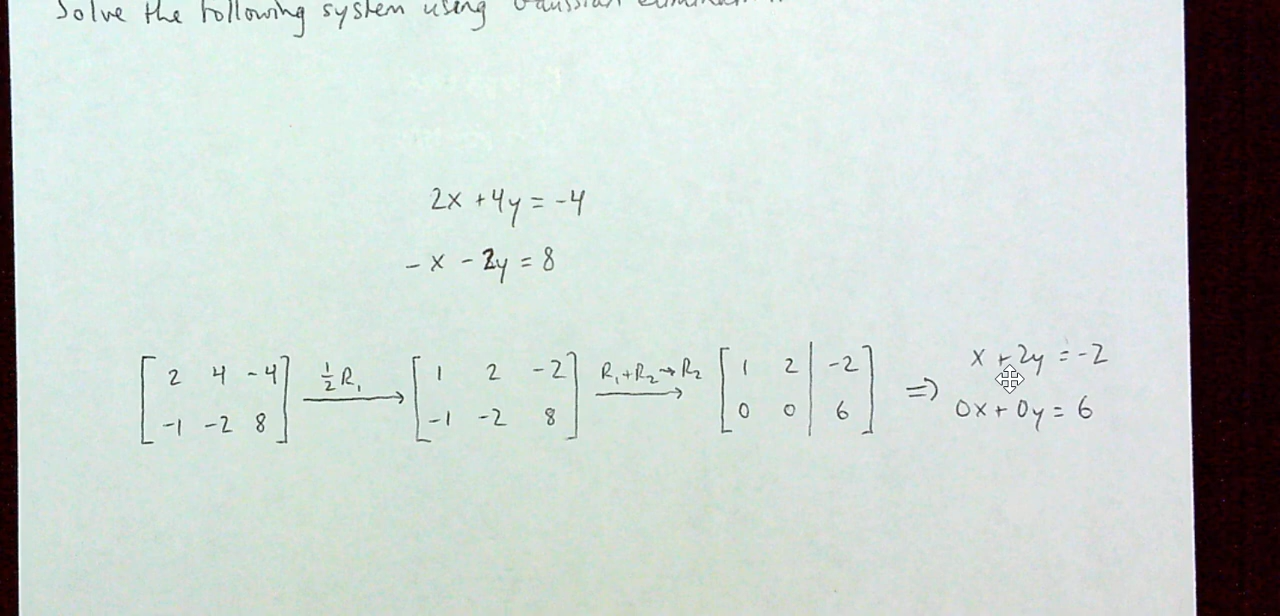 Solve the following system using Gaussian
2x + 4y = -4
-x - 2y = 8
[2 4 -4] ½R₁ [1 2 -2] R₁+R₂→R₂ [1 2 | -2] ⇒ x + 2y = -2
[-1 -2 8] → [-1 -2 8] → [0 0 | 6] 0x + 0y = 6